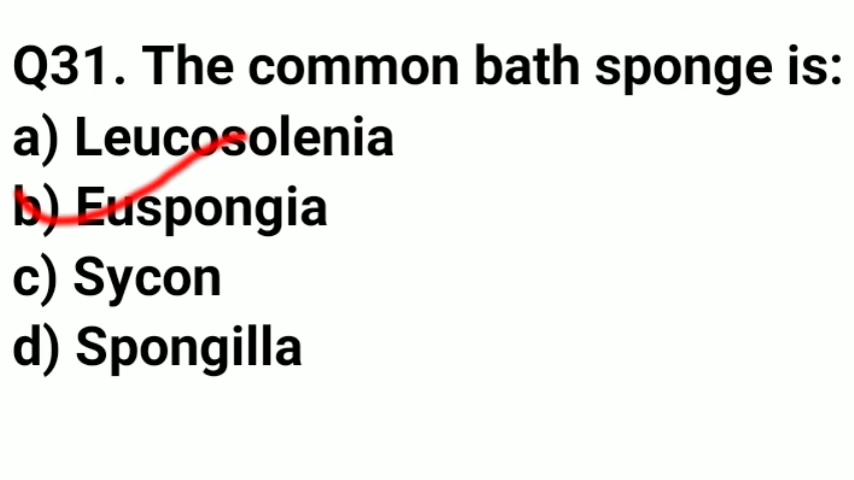 Q31. The common bath sponge is:
a) Leucosolenia
b) Euspongia
c) Sycon
d) Spongilla